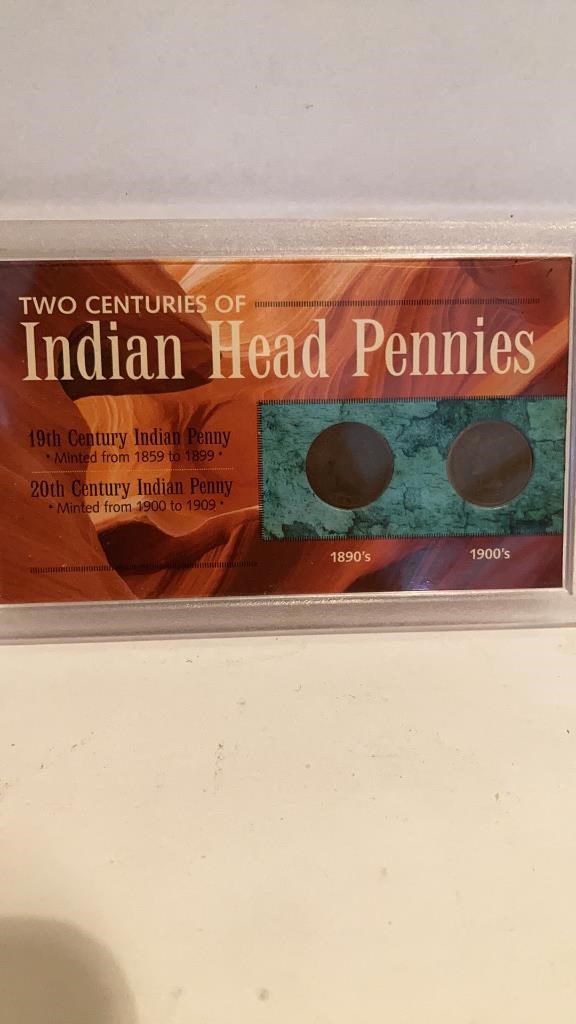 TWO CENTURIES OF
Indian Head Pennies
19th Century Indian Penny
• Minted from 1859 to 1899 •
20th Century Indian Penny
• Minted from 1900 to 1909 •
1890's
1900's